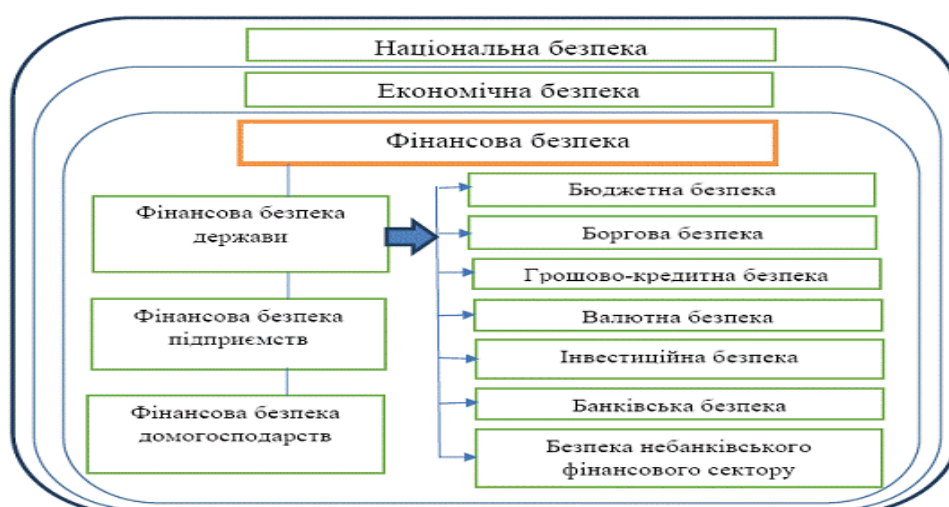 Національна безпека
Економічна безпека
Фінансова безпека
Фінансова безпека
держави
Фінансова безпека
підприємств
Фінансова безпека
домогосподарств
Бюджетна безпека
Боргова безпека
Грошово-кредитна безпека
Валютна безпека
Інвестиційна безпека
Банківська безпека
Безпека небанківського
фінансового сектору